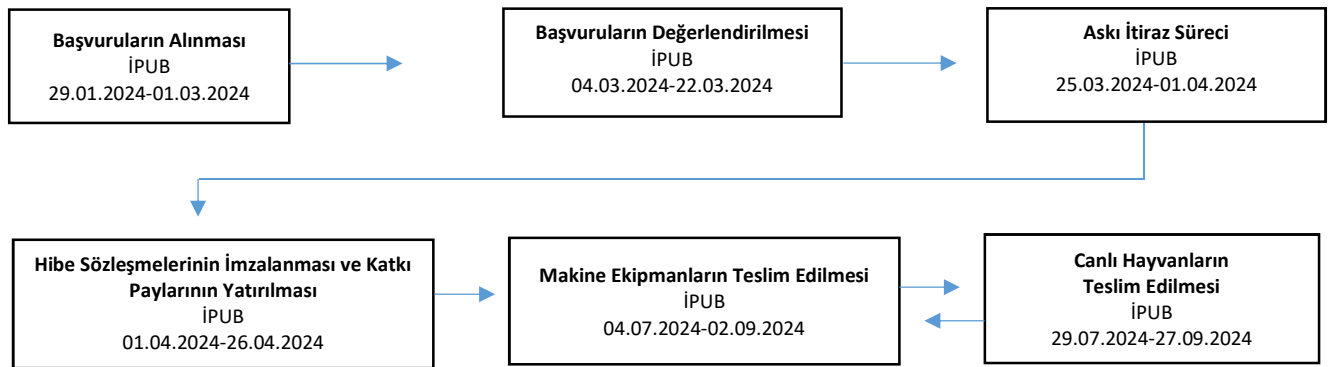 Başvuruların Alınması
İPUB
29.01.2024-01.03.2024
Başvuruların Değerlendirilmesi
İPUB
04.03.2024-22.03.2024
Askı İtiraz Süreci
İPUB
25.03.2024-01.04.2024
Hibe Sözleşmelerinin İmzalanması ve Katkı
Paylarının Yatırılması
İPUB
01.04.2024-26.04.2024
Makine Ekipmanların Teslim Edilmesi
İPUB
04.07.2024-02.09.2024
Canlı Hayvanların
Teslim Edilmesi
İPUB
29.07.2024-27.09.2024